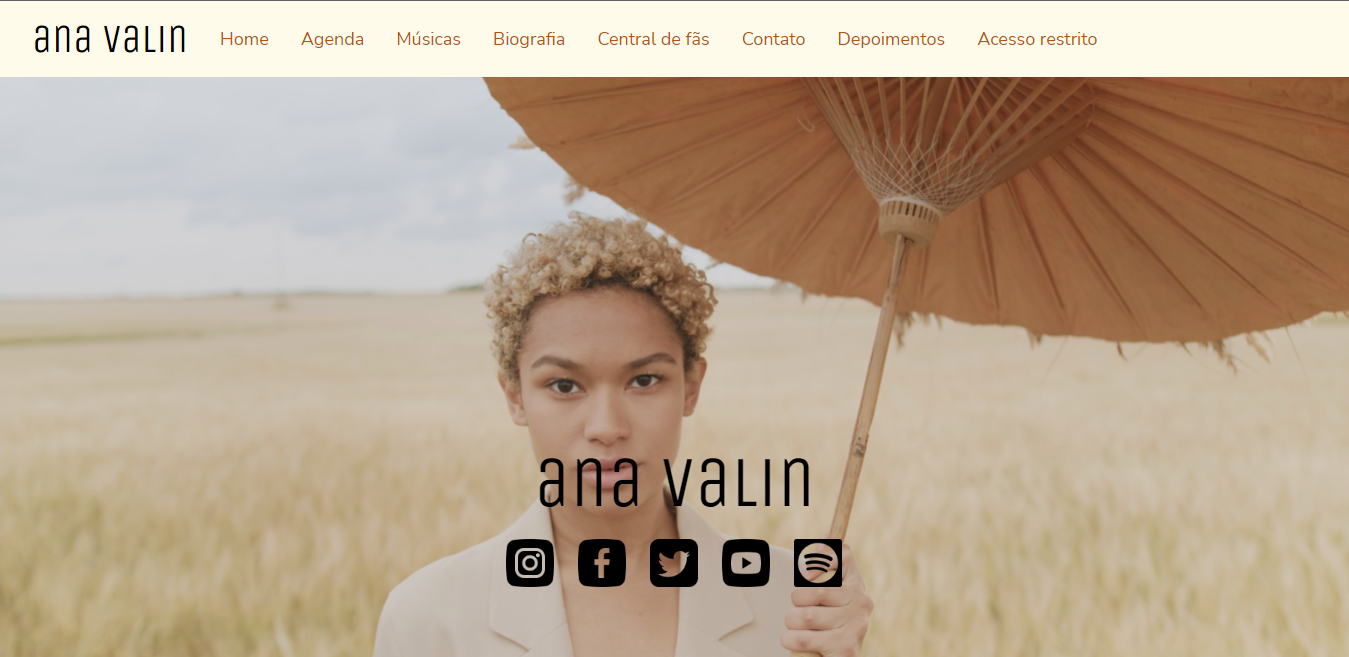 ana valin Home Agenda Músicas Biografia Central de fãs Contato Depoimentos Acesso restrito
ana valin